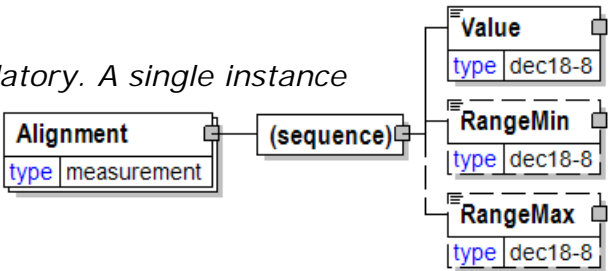 Value
type dec18-8
latory. A single instance
RangeMin
type dec18-8
Alignment
type measurement
(sequence)
RangeMax
type dec18-8